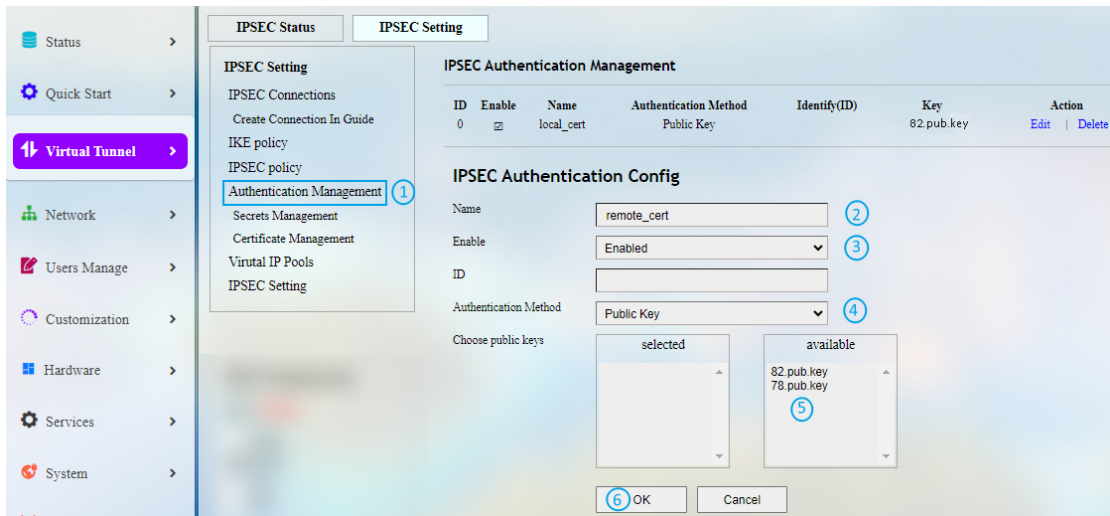 Status
Quick Start
Virtual Tunnel
Network
Users Manage
Customization
Hardware
Services
System
IPSEC Status
IPSEC Setting
IPSEC Setting
IPSEC Connections
Create Connection In Guide
IKE policy
IPSEC policy
Authentication Management 1
Secrets Management
Certificate Management
Virutal IP Pools
IPSEC Setting
IPSEC Authentication Management
ID Enable Name Authentication Method Identify(ID) Key Action
0 local_cert Public Key 82.pub.key Edit | Delete
IPSEC Authentication Config
Name remote_cert 2
Enable Enabled 3
ID
Authentication Method Public Key 4
Choose public keys selected available
82.pub.key
78.pub.key
5
6 OK Cancel